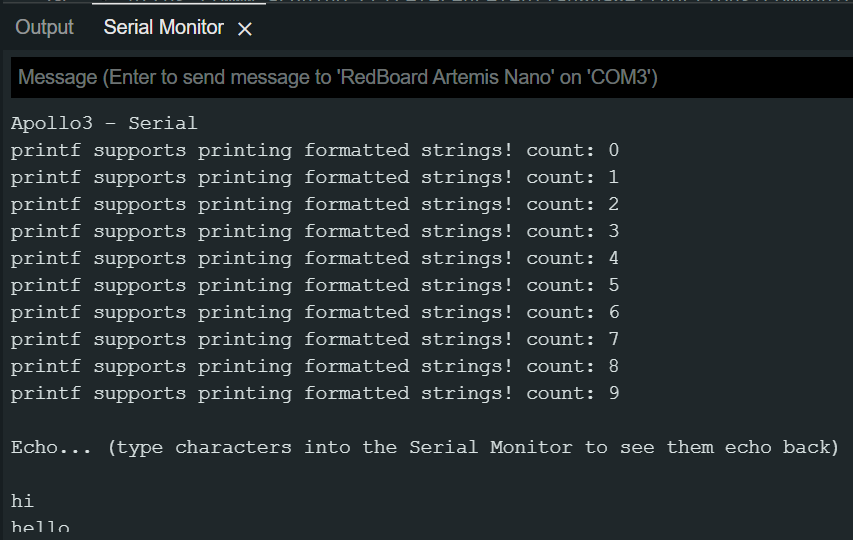 Output Serial Monitor
Message (Enter to send message to 'RedBoard Artemis Nano' on 'COM3')
Apollo3 - Serial
printf supports printing formatted strings! count: 0
printf supports printing formatted strings! count: 1
printf supports printing formatted strings! count: 2
printf supports printing formatted strings! count: 3
printf supports printing formatted strings! count: 4
printf supports printing formatted strings! count: 5
printf supports printing formatted strings! count: 6
printf supports printing formatted strings! count: 7
printf supports printing formatted strings! count: 8
printf supports printing formatted strings! count: 9
Echo... (type characters into the Serial Monitor to see them echo back)
hi
hello